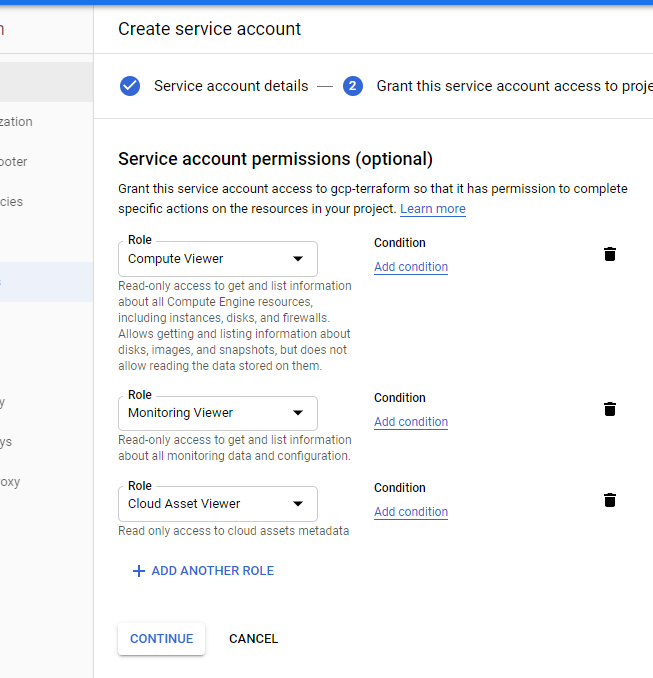 Create service account
Service account details
2
Grant this service account access to proje
zation
ooter
cies
Service account permissions (optional)
Grant this service account access to gcp-terraform so that it has permission to complete
specific actions on the resources in your project. Learn more
Role
Compute Viewer
Condition
Add condition
Read-only access to get and list information
about all Compute Engine resources,
including instances, disks, and firewalls.
Allows getting and listing information about
disks, images, and snapshots, but does not
allow reading the data stored on them.
Role
Monitoring Viewer
Condition
Add condition
Read-only access to get and list information
about all monitoring data and configuration.
y
ys
oxy
Role
Cloud Asset Viewer
Condition
Add condition
Read only access to cloud assets metadata
+ ADD ANOTHER ROLE
CONTINUE
CANCEL